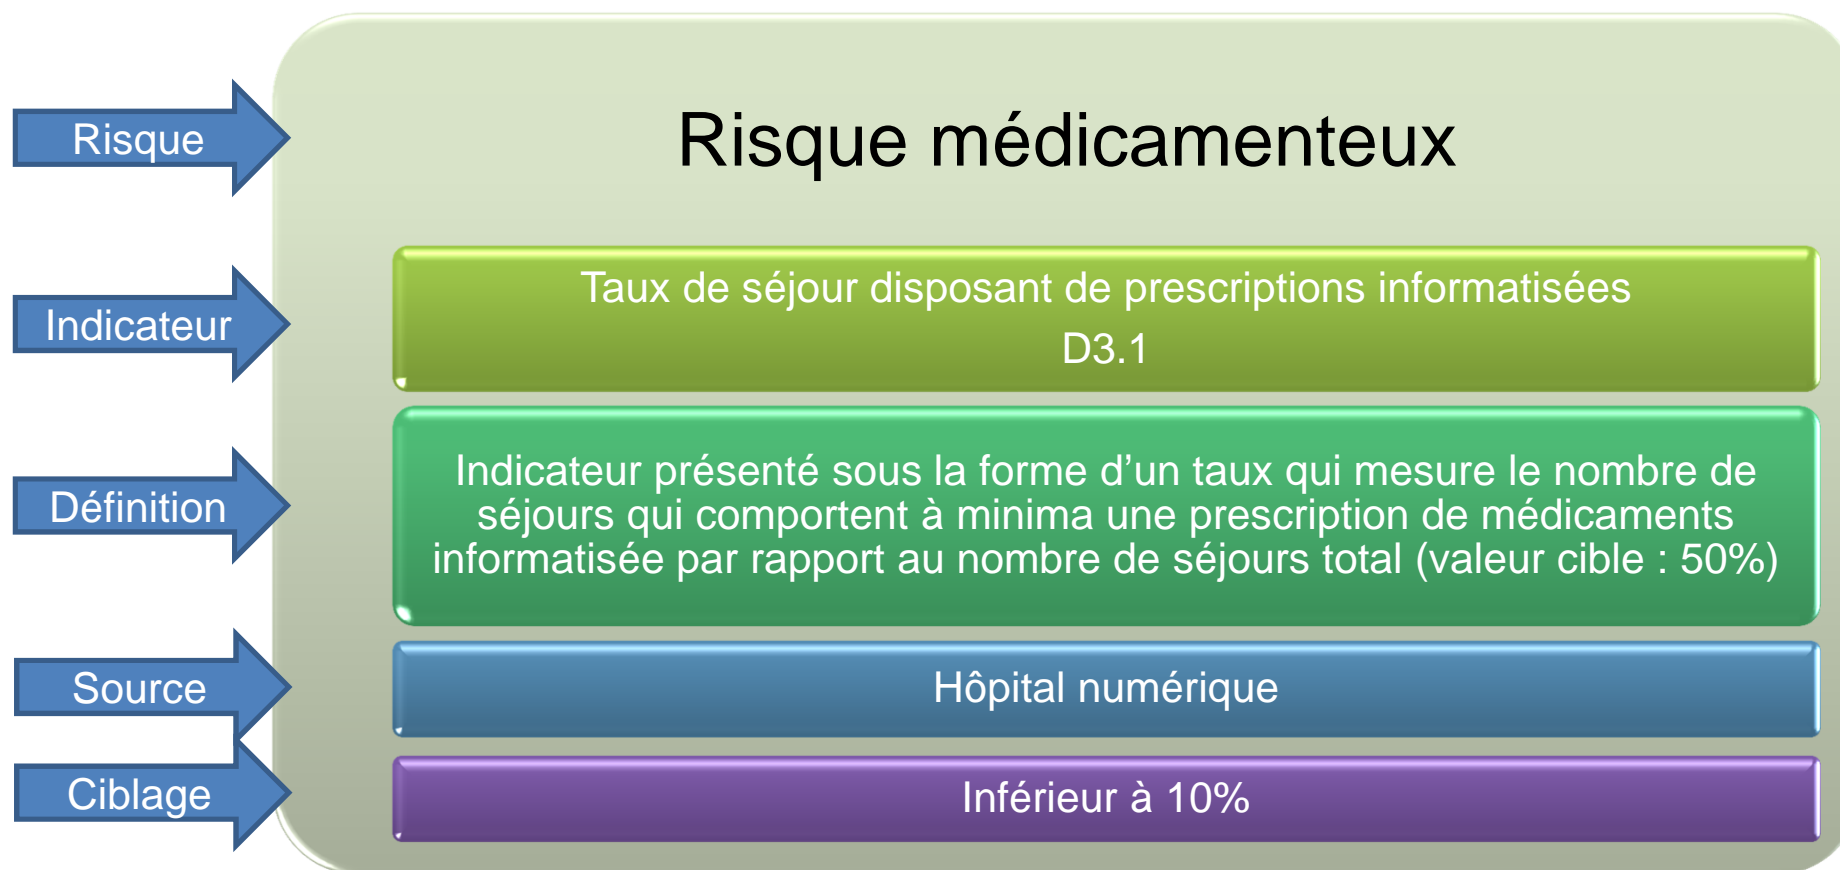 Risque
Risque médicamenteux
Indicateur
Taux de séjour disposant de prescriptions informatisées
D3.1
Définition
Indicateur présenté sous la forme d’un taux qui mesure le nombre de
séjours qui comportent à minima une prescription de médicaments
informatisée par rapport au nombre de séjours total (valeur cible : 50%)
Source
Hôpital numérique
Ciblage
Inférieur à 10%